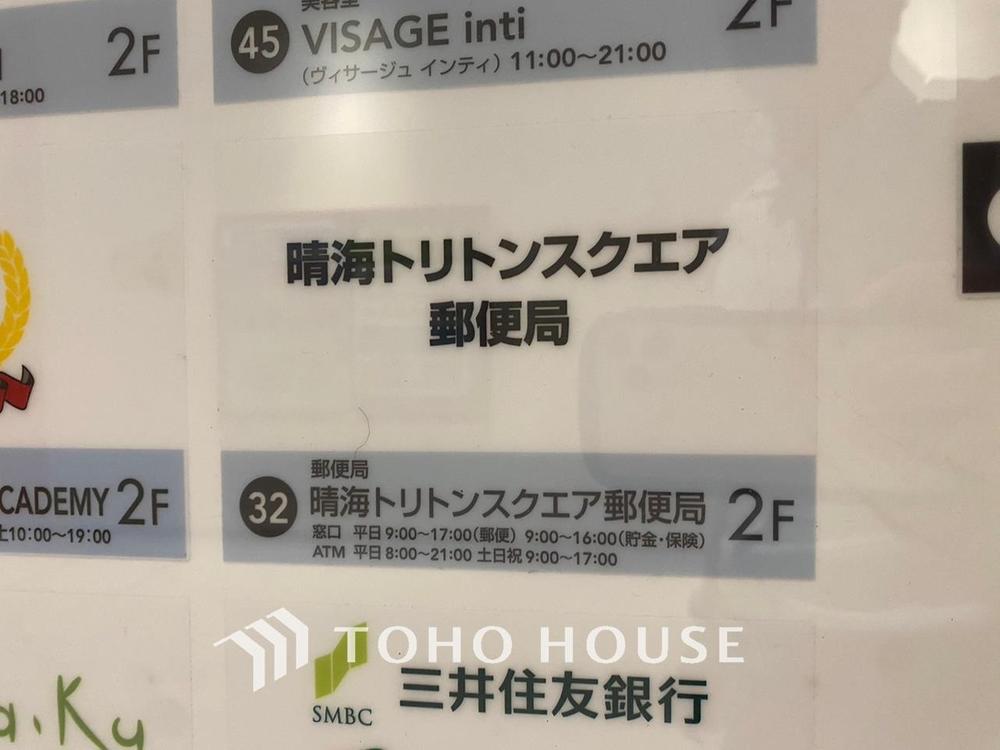 2F
18:00
美容室
45 VISAGE inti 2F
（ヴィサージュ インティ）11:00〜21:00
晴海トリトンスクエア
郵便局
CADEMY 2F
土10:00〜19:00
郵便局
32 晴海トリトンスクエア郵便局 2F
窓口 平日9:00〜17:00（郵便） 9:00〜16:00（貯金・保険）
ATM 平日8:00〜21:00 土日祝9:00〜17:00
TOHO HOUSE
SMBC 三井住友銀行